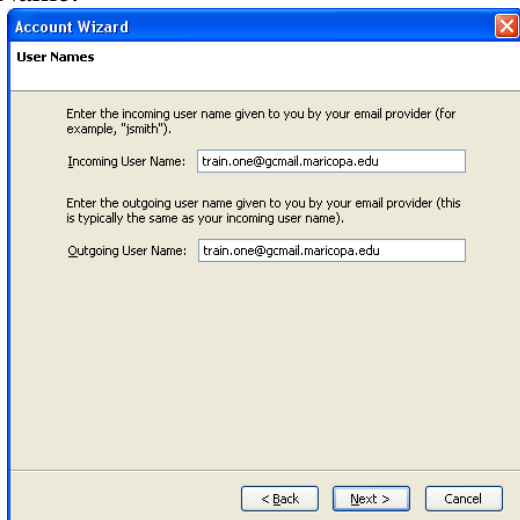 Account Wizard
User Names
Enter the incoming user name given to you by your email provider (for
example, "jsmith").
Incoming User Name: train.one@gcmail.maricopa.edu
Enter the outgoing user name given to you by your email provider (this
is typically the same as your incoming user name).
Outgoing User Name: train.one@gcmail.maricopa.edu
< Back Next > Cancel